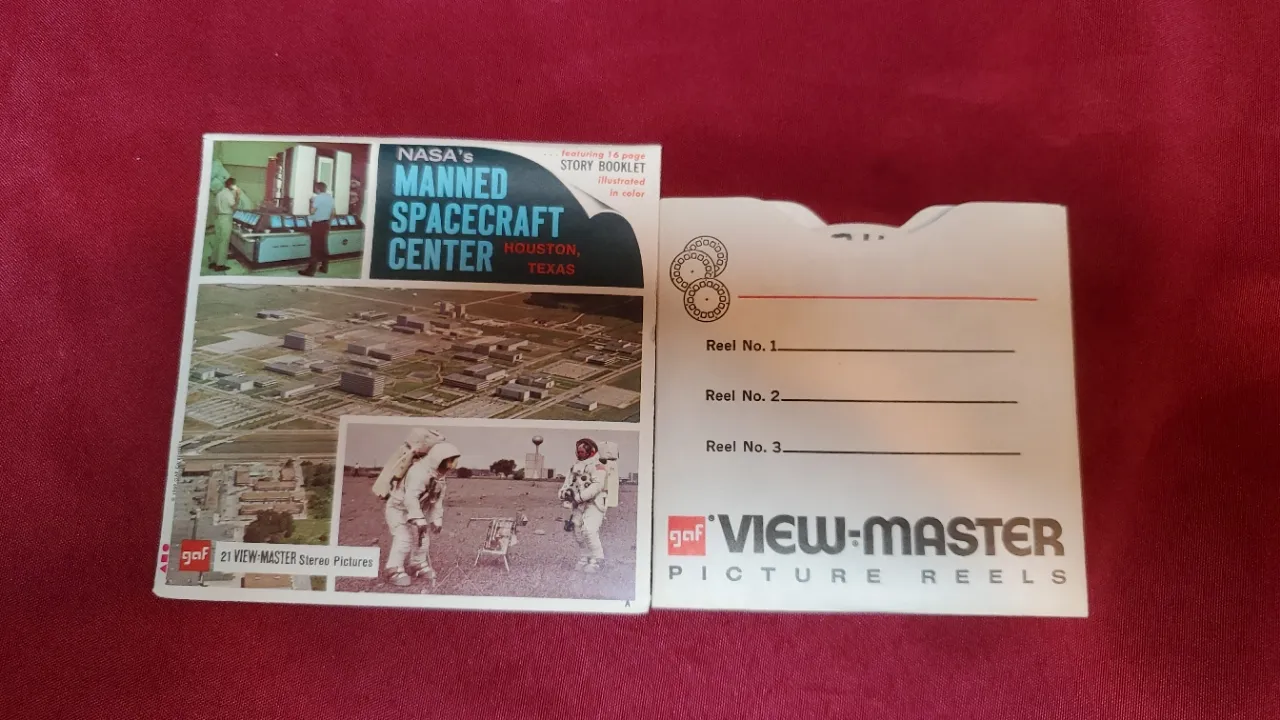 NASA's
MANNED
SPACECRAFT
CENTER
HOUSTON,
TEXAS
... featuring 16 page
STORY BOOKLET
illustrated
in color
gaf
21 VIEW-MASTER Stereo Pictures
A
Reel No. 1
Reel No. 2
Reel No. 3
gaf ® VIEW-MASTER
PICTURE REELS